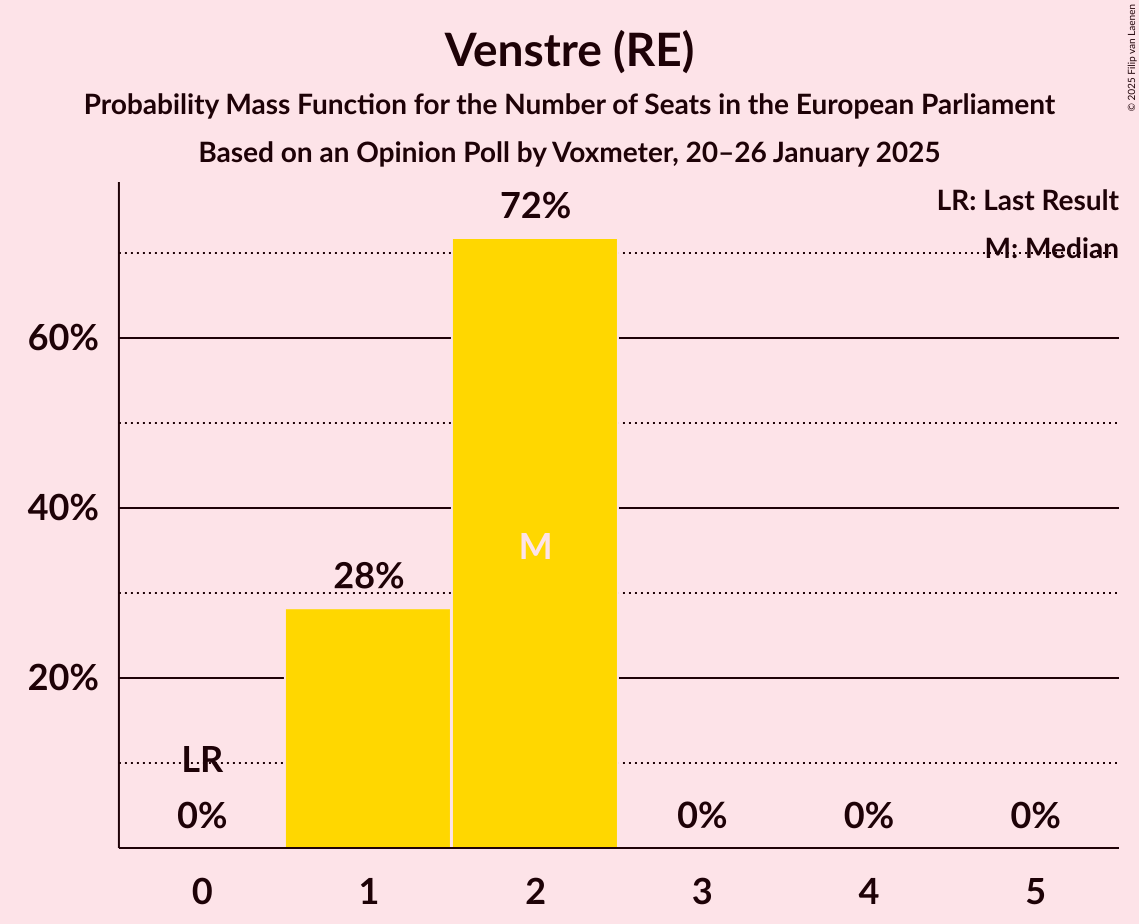 Venstre (RE)
Probability Mass Function for the Number of Seats in the European Parliament
Based on an Opinion Poll by Voxmeter, 20–26 January 2025
© 2025 Filip van Laenen
LR: Last Result
M: Median
72%
60%
40%
M
28%
20%
LR
0%
0%
0%
0%
0
1
2
3
4
5